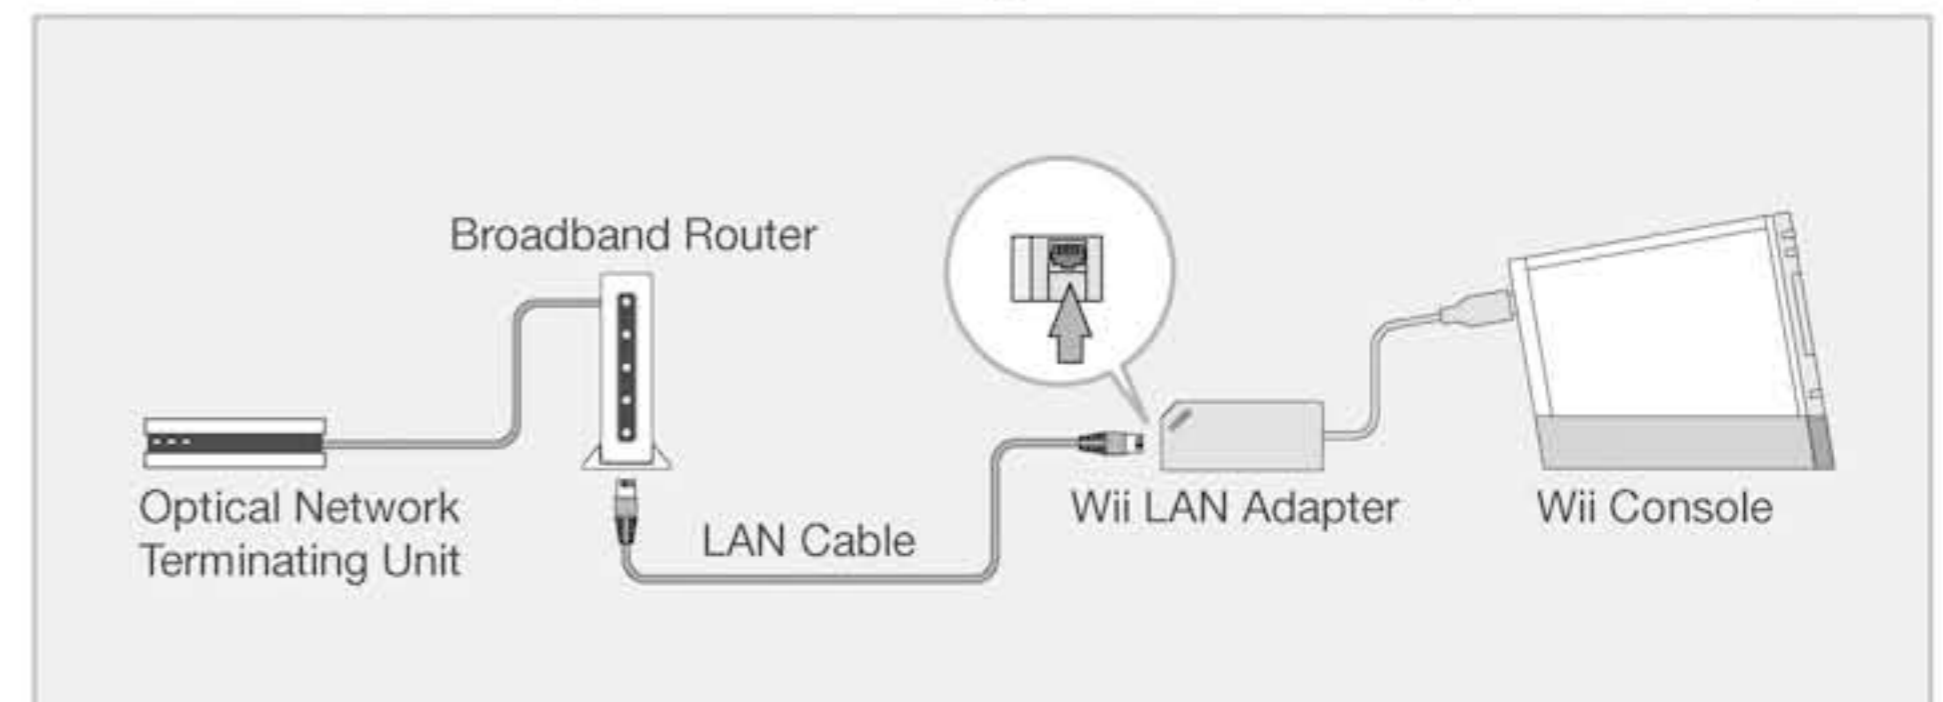 Broadband Router
Optical Network
Terminating Unit
LAN Cable
Wii LAN Adapter
Wii Console